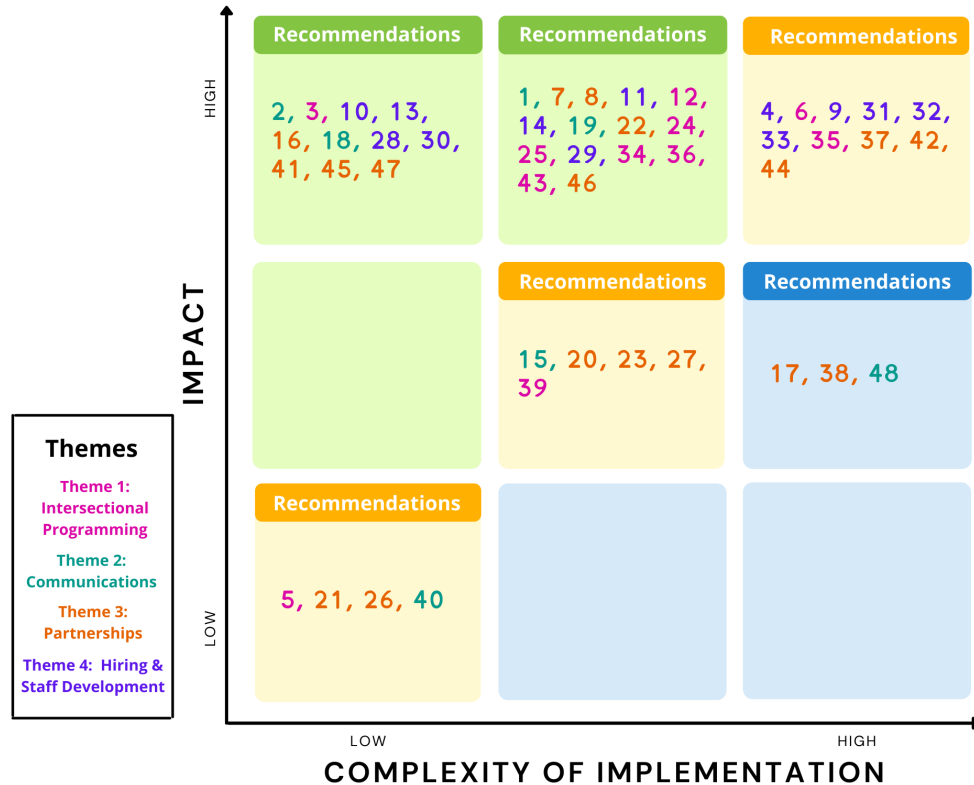 HIGH
IMPACT
LOW
Recommendations
2, 3, 10, 13,
16, 18, 28, 30,
41, 45, 47
Recommendations
1, 7, 8, 11, 12,
14, 19, 22, 24,
25, 29, 34, 36,
43, 46
Recommendations
4, 6, 9, 31, 32,
33, 35, 37, 42,
44
Recommendations
15, 20, 23, 27,
39
Recommendations
17, 38, 48
Recommendations
5, 21, 26, 40
Themes
Theme 1:
Intersectional
Programming
Theme 2:
Communications
Theme 3:
Partnerships
Theme 4: Hiring &
Staff Development
LOW
HIGH
COMPLEXITY OF IMPLEMENTATION